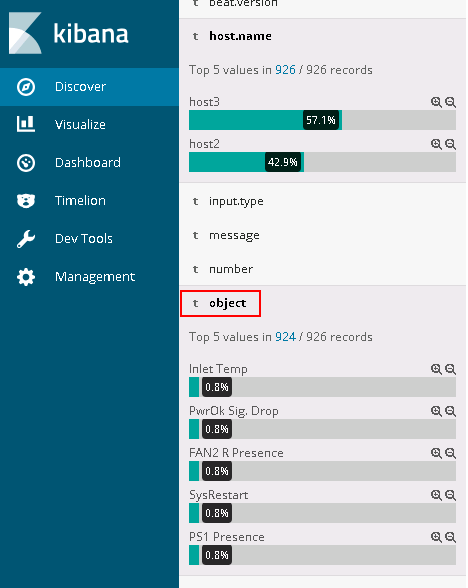 kibana
Discover
Visualize
Dashboard
Timelion
Dev Tools
Management
beat.version
t host.name
Top 5 values in 926 / 926 records
host3
57.1%
host2
42.9%
t input.type
t message
t number
t object
Top 5 values in 924 / 926 records
Inlet Temp
0.8%
PwrOk Sig. Drop
0.8%
FAN2 R Presence
0.8%
SysRestart
0.8%
PS1 Presence
0.8%